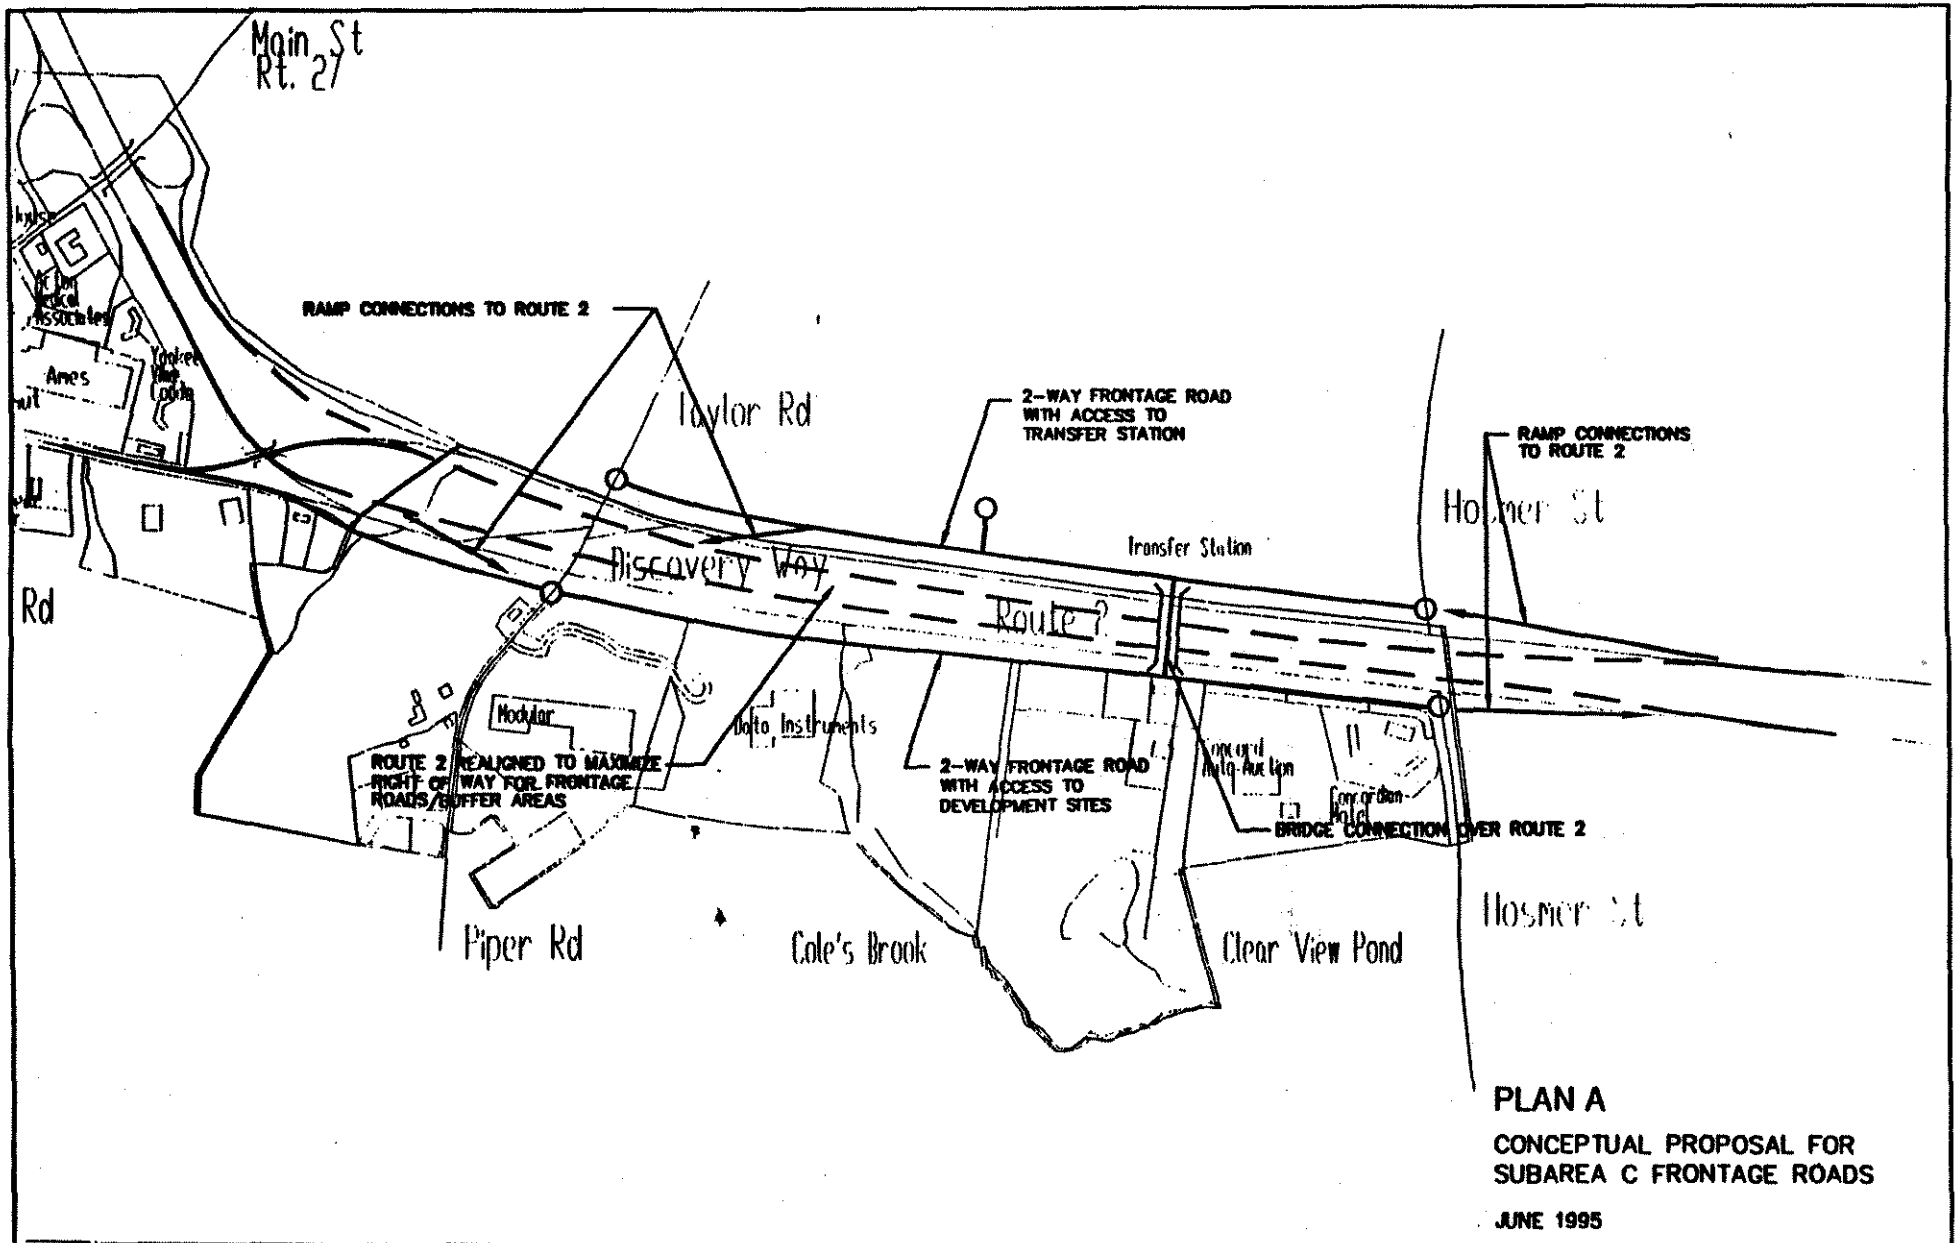 Main St
Rt. 27
Acton
Medical
Associates
Ames
Rd
RAMP CONNECTIONS TO ROUTE 2
Taylor Rd
2-WAY FRONTAGE ROAD
WITH ACCESS TO
TRANSFER STATION
RAMP CONNECTIONS
TO ROUTE 2
Hosmer St
Transfer Station
Discovery Way
Route ?
Modular
Data Instruments
ROUTE 2 REALIGNED TO MAXIMIZE
RIGHT OF WAY FOR FRONTAGE
ROADS/BUFFER AREAS
2-WAY FRONTAGE ROAD
WITH ACCESS TO
DEVELOPMENT SITES
Concord
Auto Auction
Concordian
Motel
BRIDGE CONNECTION OVER ROUTE 2
Piper Rd
Cole's Brook
Clear View Pond
Hosmer St
PLAN A
CONCEPTUAL PROPOSAL FOR
SUBAREA C FRONTAGE ROADS
JUNE 1995